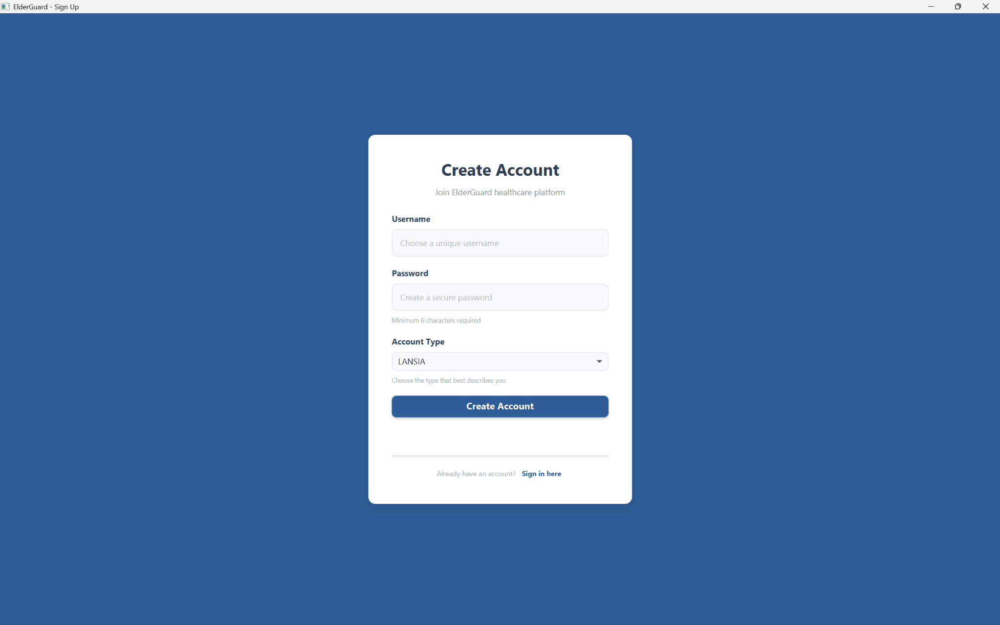 ElderGuard - Sign Up
Create Account
Join ElderGuard healthcare platform
Username
Choose a unique username
Password
Create a secure password
Minimum 6 characters required
Account Type
LANSIA
Choose the type that best describes you
Create Account
Already have an account? Sign in here